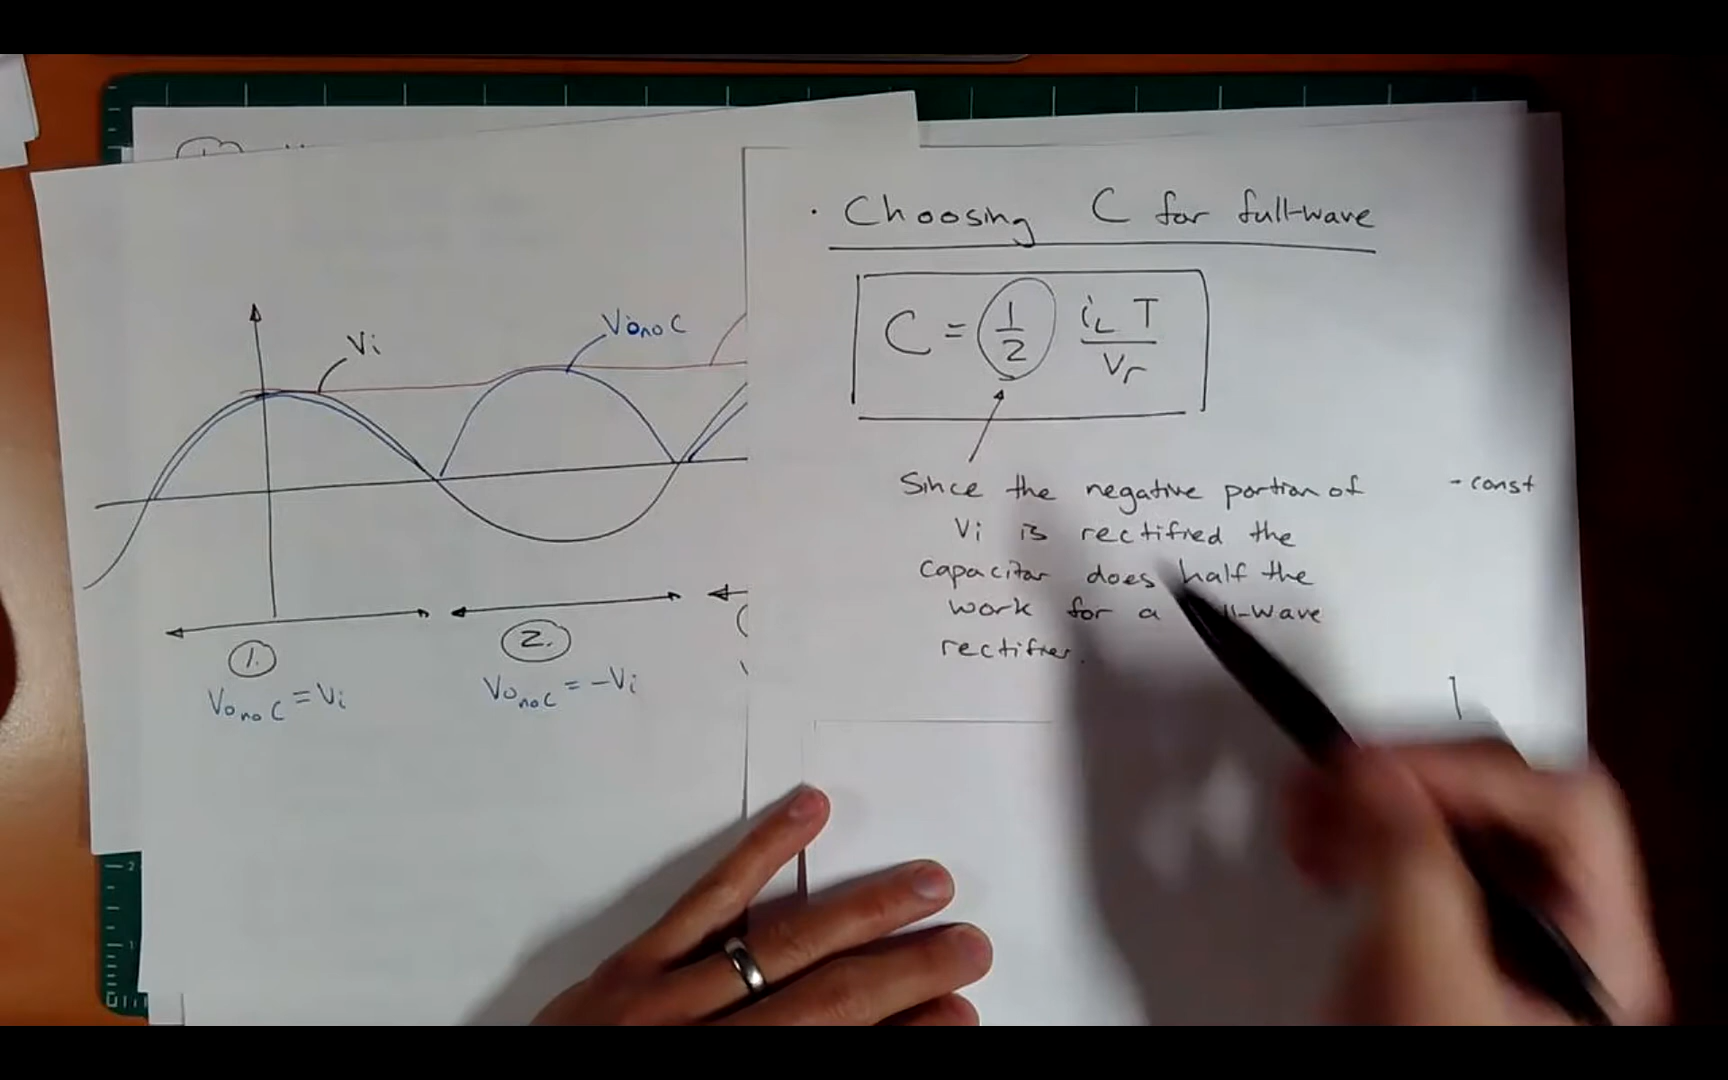 Vi
Vo no C
1.
2.
Vo no C = Vi
Vo no C = -Vi
· Choosing C for full-wave
C = 1/2 iL T / Vr
Since the negative portion of
Vi is rectified the
capacitor does half the
work for a -wave
rectifier.
- const